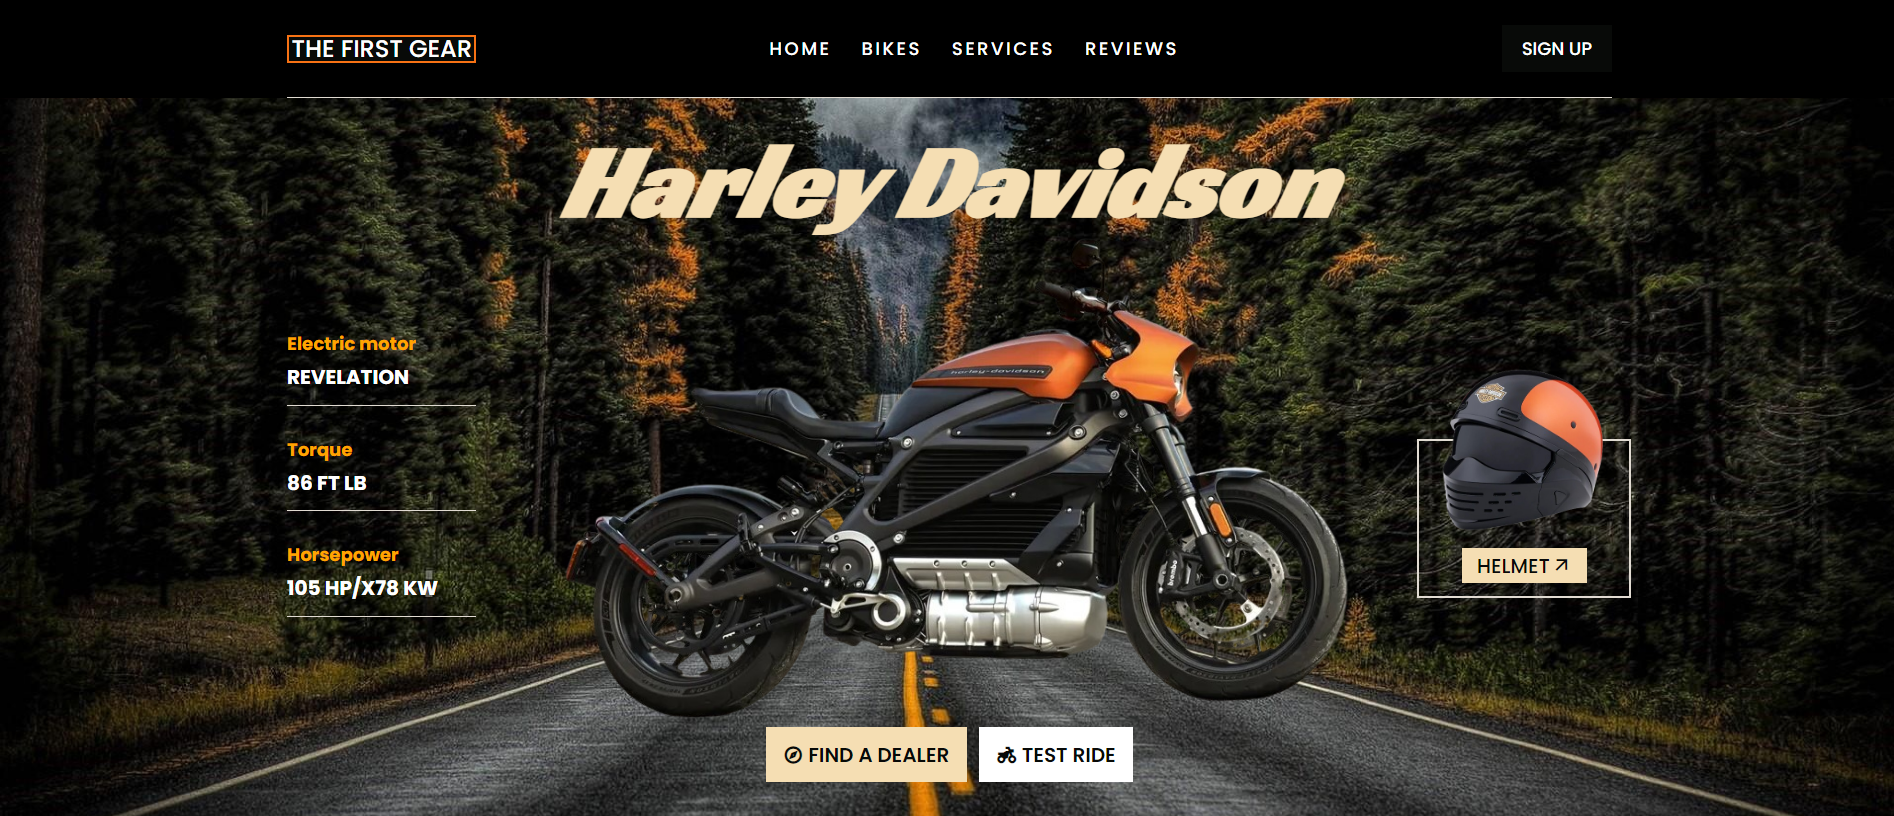 THE FIRST GEAR
HOME BIKES SERVICES REVIEWS
SIGN UP
Harley Davidson
Electric motor
REVELATION
Torque
86 FT LB
Horsepower
105 HP/X78 KW
harley-davidson
brembo
HELMET
FIND A DEALER
TEST RIDE